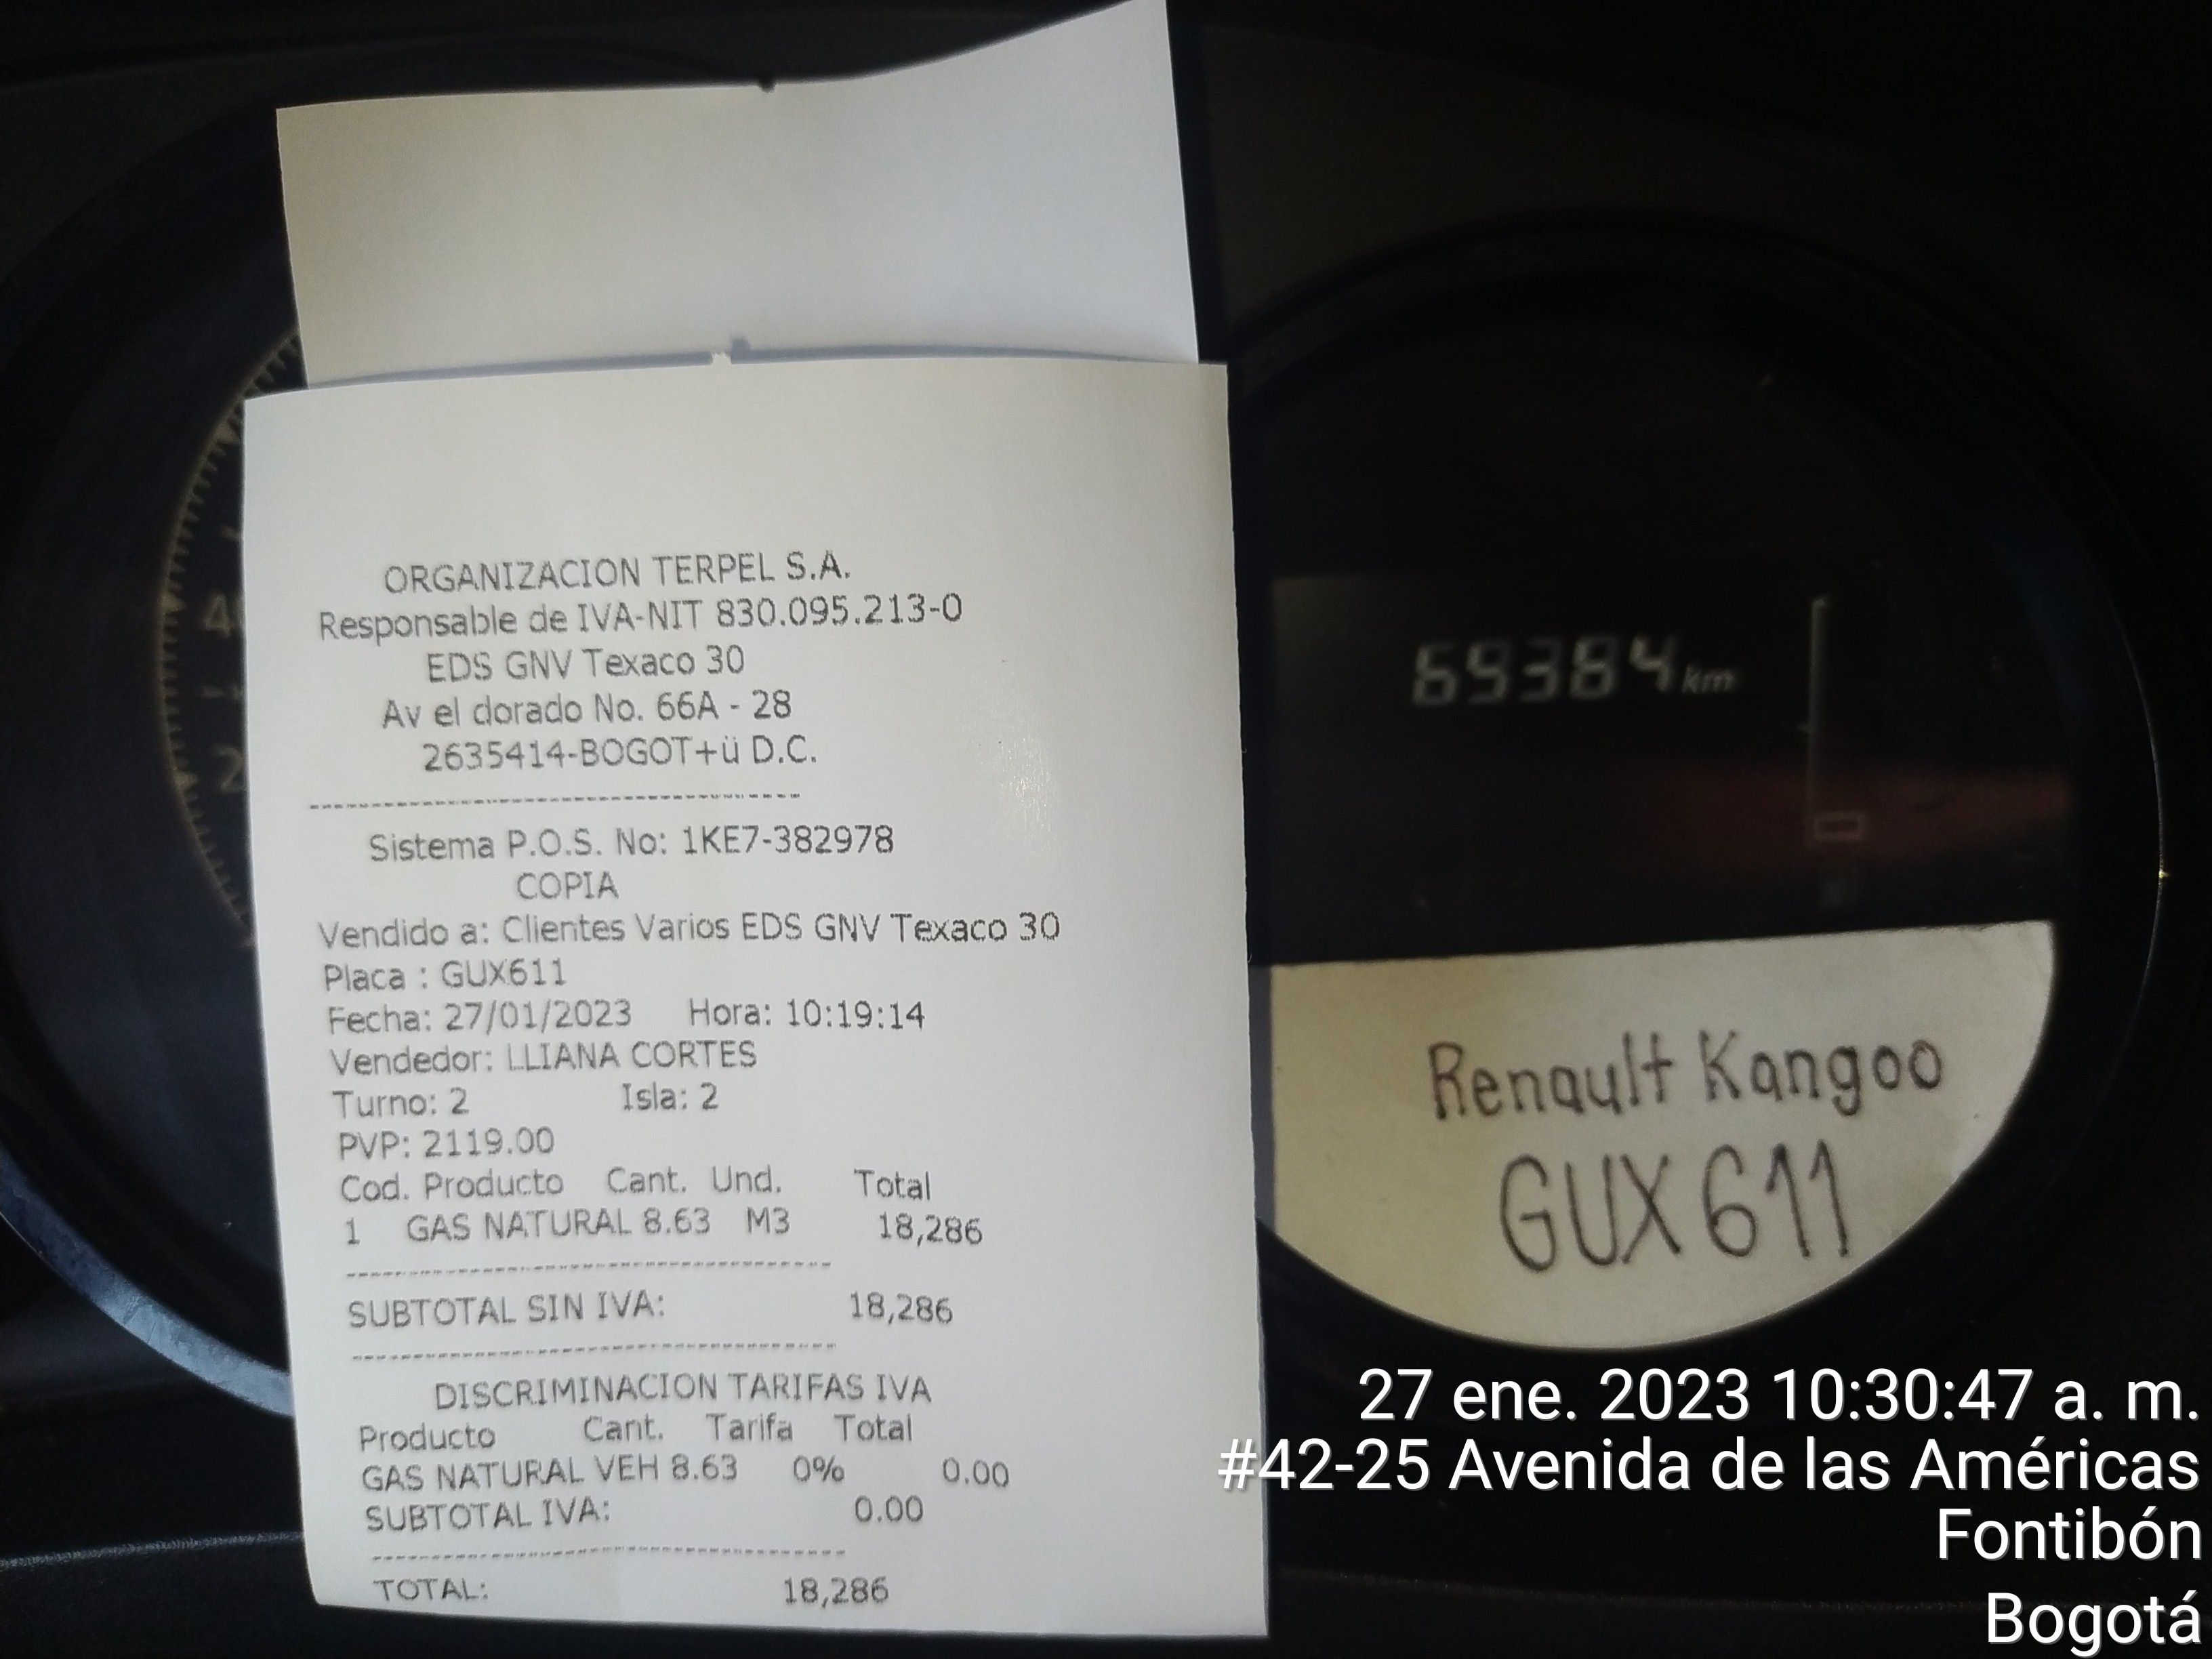 ORGANIZACION TERPEL S.A.
Responsable de IVA-NIT 830.095.213-0
EDS GNV Texaco 30
Av el dorado No. 66A - 28
2635414-BOGOT+ü D.C.
Sistema P.O.S. No: 1KE7-382978
COPIA
Vendido a: Clientes Varios EDS GNV Texaco 30
Placa : GUX611
Fecha: 27/01/2023 Hora: 10:19:14
Vendedor: LLIANA CORTES
Turno: 2 Isla: 2
PVP: 2119.00
Cod. Producto Cant. Und. Total
1 GAS NATURAL 8.63 M3 18,286
SUBTOTAL SIN IVA: 18,286
DISCRIMINACION TARIFAS IVA
Producto Cant. Tarifa Total
GAS NATURAL VEH 8.63 0% 0.00
SUBTOTAL IVA: 0.00
TOTAL: 18,286
69384 km
Renault Kangoo
GUX611
27 ene. 2023 10:30:47 a. m.
#42-25 Avenida de las Américas
Fontibón
Bogotá